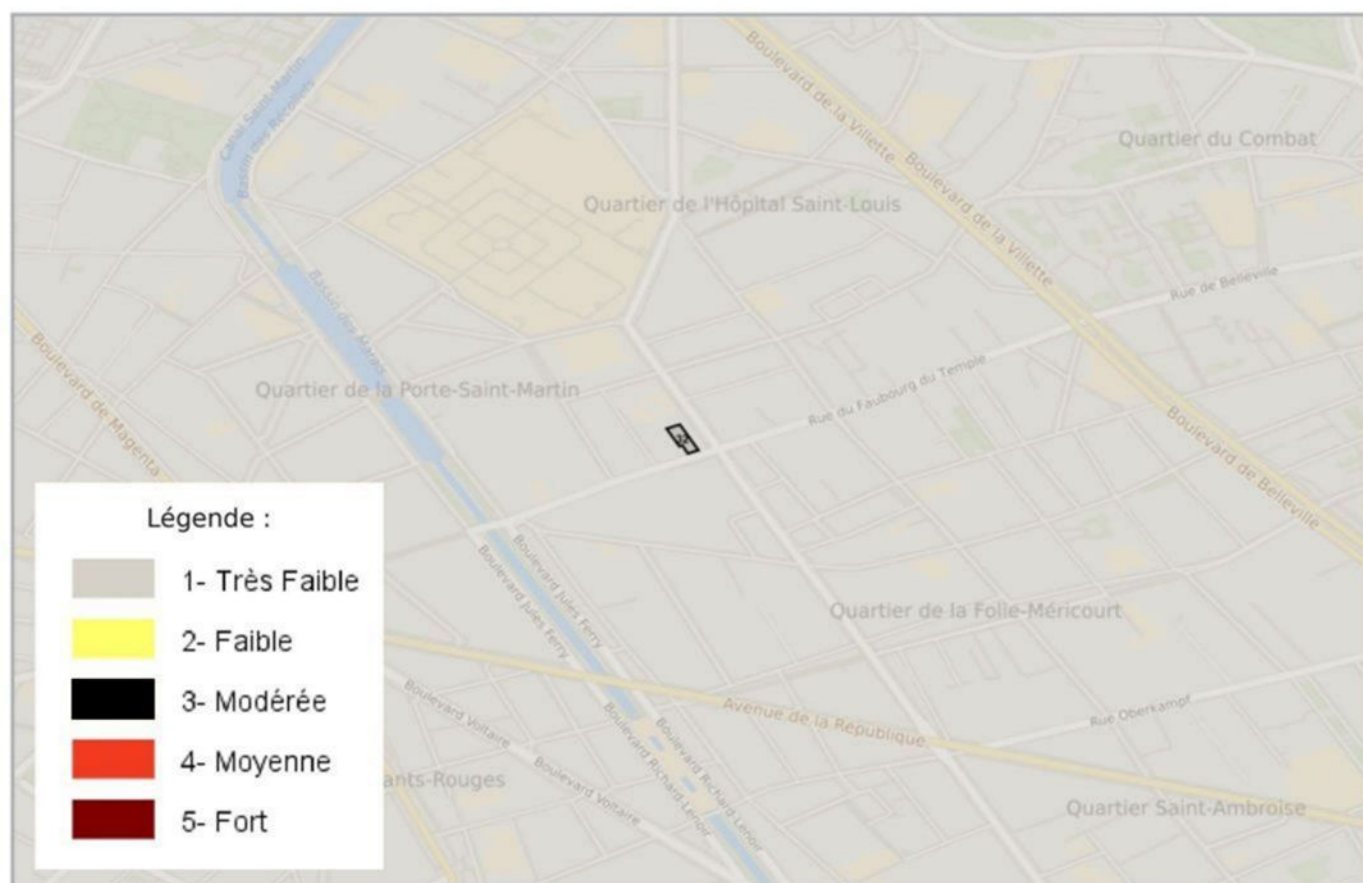 Boulevard de la Villette
Canal Saint-Martin
Bassin des Récollets
Quartier du Combat
Boulevard de la Villette
Quartier de l'Hôpital Saint-Louis
Rue de Belleville
Bassin des Marais
Boulevard de Magenta
Quartier de la Porte-Saint-Martin
Rue du Faubourg du Temple
Boulevard de Belleville
Boulevard Jules Ferry
Boulevard Jules Ferry
Quartier de la Folie-Méricourt
Boulevard Voltaire
Avenue de la République
Rue Oberkampf
Boulevard Richard-Lenoir
Boulevard Richard-Lenoir
Boulevard Voltaire
ants-Rouges
Quartier Saint-Ambroise
Légende :
1- Très Faible
2- Faible
3- Modérée
4- Moyenne
5- Fort